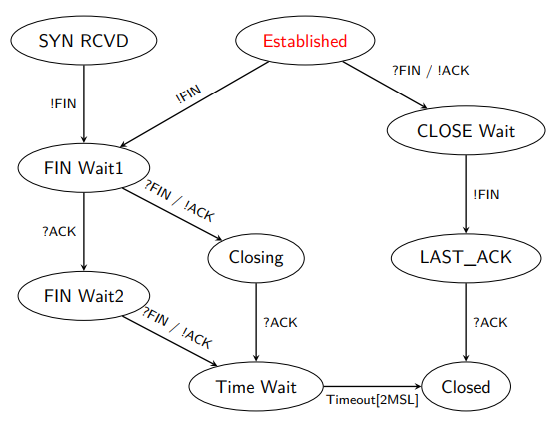 SYN RCVD
Established
!FIN
!FIN
?FIN / !ACK
CLOSE Wait
FIN Wait1
?FIN / !ACK
!FIN
?ACK
Closing
LAST_ACK
FIN Wait2
?FIN / !ACK
?ACK
?ACK
Time Wait
Timeout[2MSL]
Closed